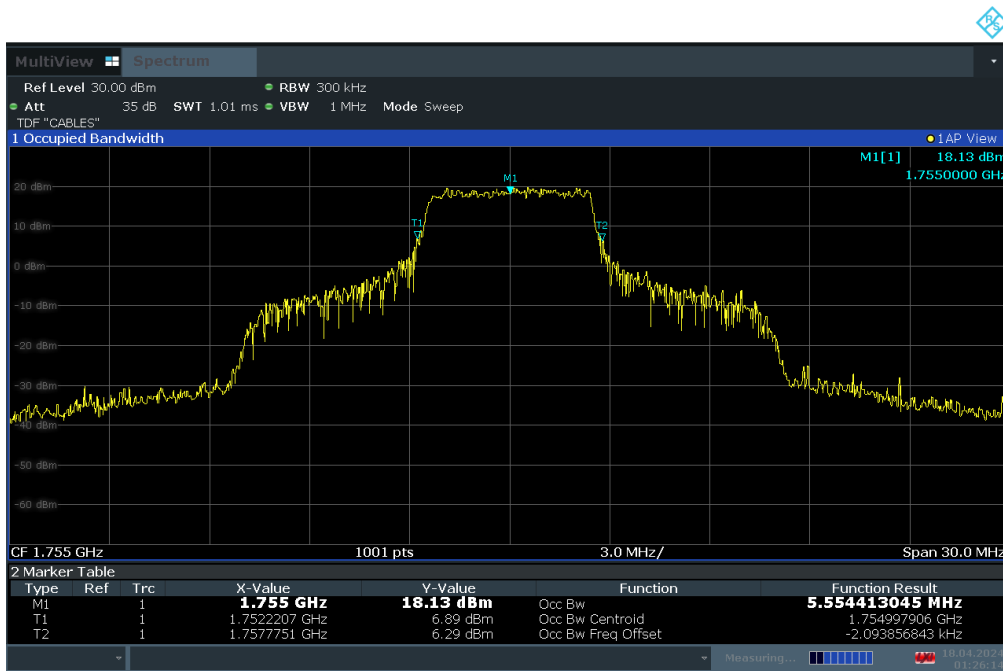 R&S
MultiView Spectrum
Ref Level 30.00 dBm RBW 300 kHz
Att 35 dB SWT 1.01 ms VBW 1 MHz Mode Sweep
TDF "CABLES"
1 Occupied Bandwidth 1AP View
M1[1] 18.13 dBm
1.7550000 GHz
M1
20 dBm
T1
T2
10 dBm
0 dBm
-10 dBm
-20 dBm
-30 dBm
-40 dBm
-50 dBm
-60 dBm
CF 1.755 GHz 1001 pts 3.0 MHz/ Span 30.0 MHz
2 Marker Table
Type Ref Trc X-Value Y-Value Function Function Result
M1 1 1.755 GHz 18.13 dBm Occ Bw 5.554413045 MHz
T1 1 1.7522207 GHz 6.89 dBm Occ Bw Centroid 1.754997906 GHz
T2 1 1.7577751 GHz 6.29 dBm Occ Bw Freq Offset -2.093856843 kHz
Measuring... 18.04.2024
01:26:14